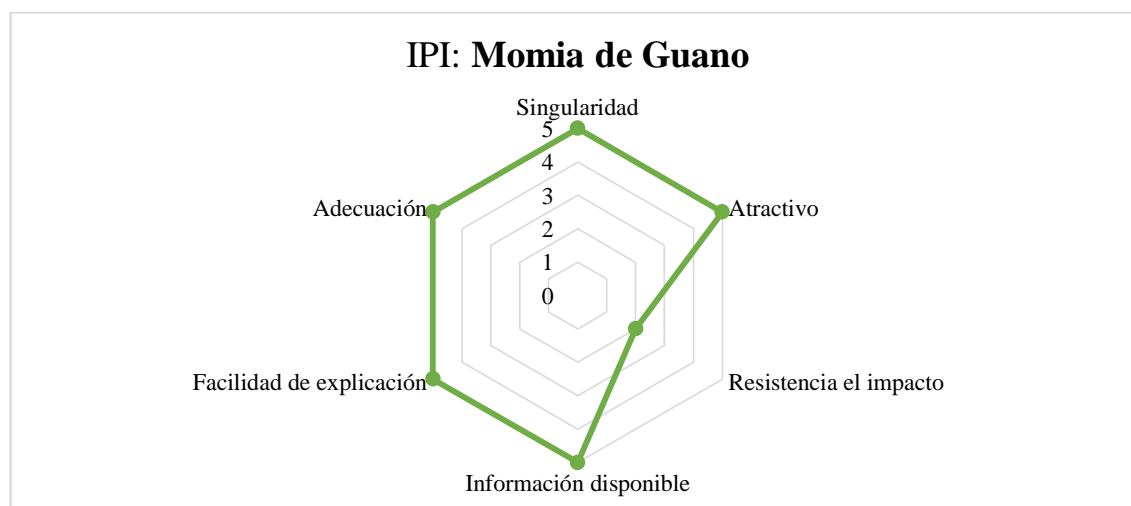 IPI: Momia de Guano
Singularidad
5
4
3
2
1
0
Adecuación
Atractivo
Facilidad de explicación
Resistencia el impacto
Información disponible